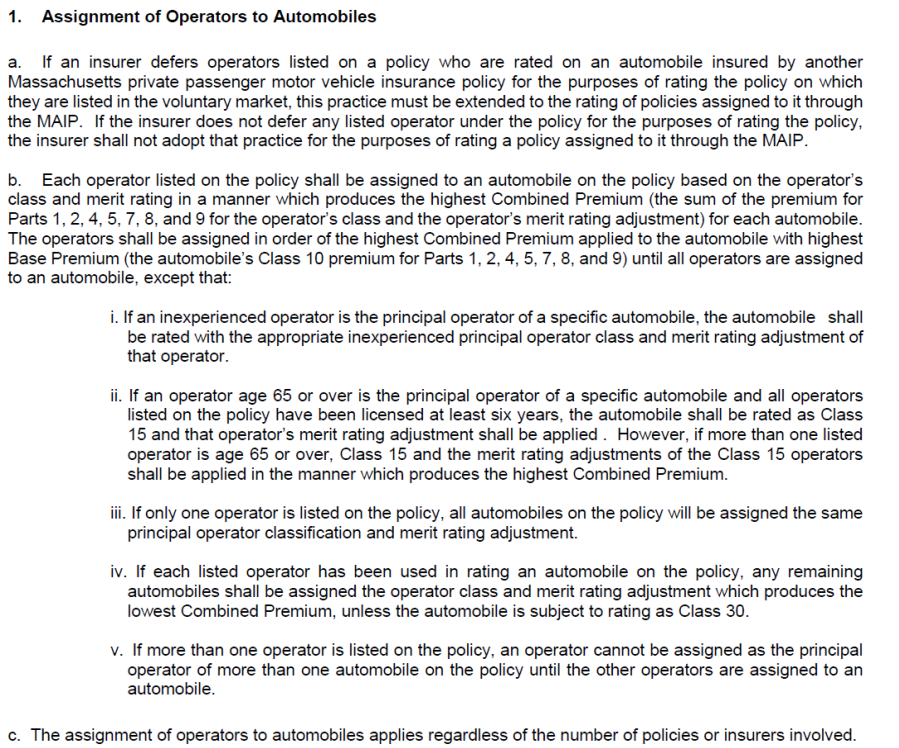 1. Assignment of Operators to Automobiles
a. If an insurer defers operators listed on a policy who are rated on an automobile insured by another
Massachusetts private passenger motor vehicle insurance policy for the purposes of rating the policy on which
they are listed in the voluntary market, this practice must be extended to the rating of policies assigned to it through
the MAIP. If the insurer does not defer any listed operator under the policy for the purposes of rating the policy,
the insurer shall not adopt that practice for the purposes of rating a policy assigned to it through the MAIP.
b. Each operator listed on the policy shall be assigned to an automobile on the policy based on the operator's
class and merit rating in a manner which produces the highest Combined Premium (the sum of the premium for
Parts 1, 2, 4, 5, 7, 8, and 9 for the operator's class and the operator's merit rating adjustment) for each automobile.
The operators shall be assigned in order of the highest Combined Premium applied to the automobile with highest
Base Premium (the automobile's Class 10 premium for Parts 1, 2, 4, 5, 7, 8, and 9) until all operators are assigned
to an automobile, except that:
i. If an inexperienced operator is the principal operator of a specific automobile, the automobile shall
be rated with the appropriate inexperienced principal operator class and merit rating adjustment of
that operator.
ii. If an operator age 65 or over is the principal operator of a specific automobile and all operators
listed on the policy have been licensed at least six years, the automobile shall be rated as Class
15 and that operator's merit rating adjustment shall be applied . However, if more than one listed
operator is age 65 or over, Class 15 and the merit rating adjustments of the Class 15 operators
shall be applied in the manner which produces the highest Combined Premium.
iii. If only one operator is listed on the policy, all automobiles on the policy will be assigned the same
principal operator classification and merit rating adjustment.
iv. If each listed operator has been used in rating an automobile on the policy, any remaining
automobiles shall be assigned the operator class and merit rating adjustment which produces the
lowest Combined Premium, unless the automobile is subject to rating as Class 30.
v. If more than one operator is listed on the policy, an operator cannot be assigned as the principal
operator of more than one automobile on the policy until the other operators are assigned to an
automobile.
c. The assignment of operators to automobiles applies regardless of the number of policies or insurers involved.